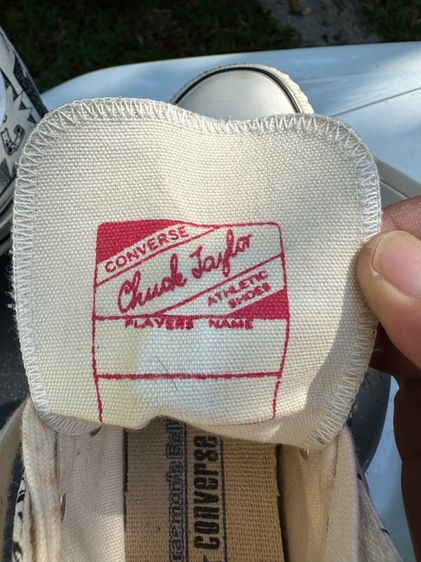 CONVERSE
Chuck Taylor
ATHLETIC
SHOES
PLAYERS NAME
converse